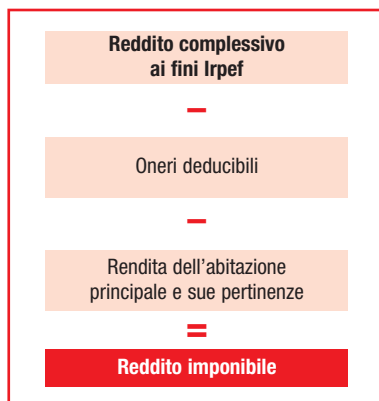 Reddito complessivo
ai fini Irpef
–
Oneri deducibili
–
Rendita dell'abitazione
principale e sue pertinenze
=
Reddito imponibile